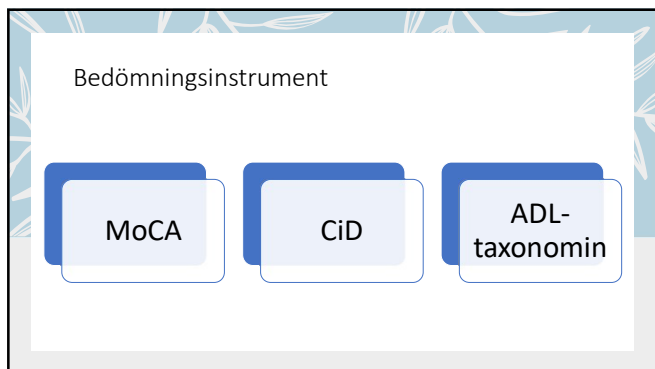 Bedömningsinstrument
MoCA
CiD
ADL-
taxonomin